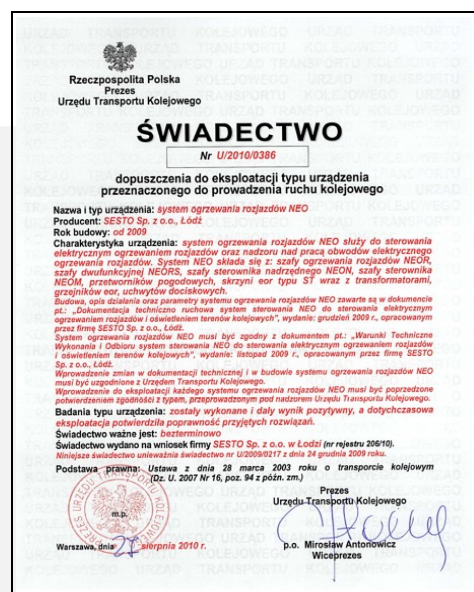 Rzeczpospolita Polska
Prezes
Urzędu Transportu Kolejowego
ŚWIADECTWO
Nr U/2010/0386
dopuszczenia do eksploatacji typu urządzenia
przeznaczonego do prowadzenia ruchu kolejowego
Nazwa i typ urządzenia: system ogrzewania rozjazdów NEO
Producent: SESTO Sp. z o.o., Łódź
Rok budowy: od 2009
Charakterystyka urządzenia: system ogrzewania rozjazdów NEO służy do sterowania
elektrycznym ogrzewaniem rozjazdów oraz nadzoru nad pracą obwodów elektrycznego
ogrzewania rozjazdów. System NEO składa się z: szafy ogrzewania rozjazdów NEOR,
szafy dwufunkcyjnej NEORS, szafy sterownika nadrzędnego NEON, szafy sterownika
NEOM, przetworników pogodowych, skrzyni eor typu ST wraz z transformatorami,
grzejników eor, uchwytów dociskowych.
Budowa, opis działania oraz parametry systemu ogrzewania rozjazdów NEO zawarte są w dokumencie
pt.: „Dokumentacja techniczno ruchowa system sterowania NEO do sterowania elektrycznym
ogrzewaniem rozjazdów i oświetleniem terenów kolejowych", wydanie: grudzień 2009 r., opracowanym
przez firmę SESTO Sp. z o.o., Łódź.
System ogrzewania rozjazdów NEO musi być zgodny z dokumentem pt.: „Warunki Techniczne
Wykonania i Odbioru system sterowania NEO do sterowania elektrycznym ogrzewaniem rozjazdów
i oświetleniem terenów kolejowych", wydanie: listopad 2009 r., opracowanym przez firmę SESTO
Sp. z o.o., Łódź.
Wprowadzenie zmian w dokumentacji technicznej i w budowie systemu ogrzewania rozjazdów NEO
musi być uzgodnione z Urzędem Transportu Kolejowego.
Wprowadzenie do eksploatacji każdego systemu ogrzewania rozjazdów NEO musi być poprzedzone
potwierdzeniem zgodności z typem, przeprowadzonym pod nadzorem Urzędu Transportu Kolejowego.
Badania typu urządzenia: zostały wykonane i dały wynik pozytywny, a dotychczasowa
eksploatacja potwierdziła poprawność przyjętych rozwiązań.
Świadectwo ważne jest: bezterminowo
Świadectwo wydano na wniosek firmy SESTO Sp. z o.o. w Łodzi (nr rejestru 206/10).
Niniejsze świadectwo unieważnia świadectwo nr U/2009/0217 z dnia 24 grudnia 2009 roku.
Podstawa prawna: Ustawa z dnia 28 marca 2003 roku o transporcie kolejowym
(Dz. U. 2007 Nr 16, poz. 94 z późn. zm.)
Prezes
Urzędu Transportu Kolejowego
m.p.
Warszawa, dnia 27 sierpnia 2010 r.
p.o. Mirosław Antonowicz
Wiceprezes